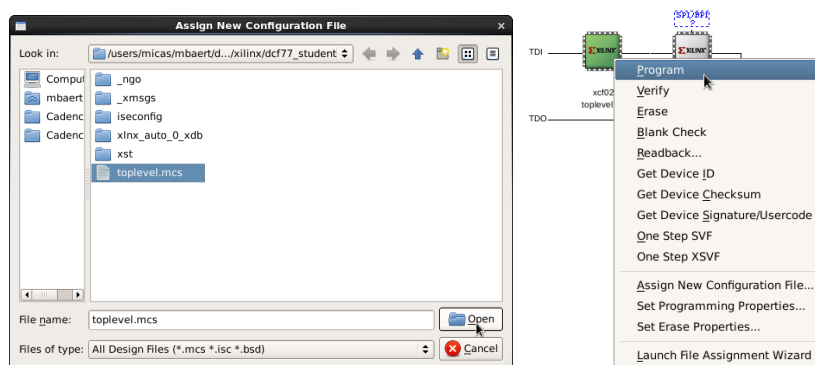 Assign New Configuration File
Look in:
/users/micas/mbaert/d.../xilinx/dcf77_student
Comput
mbaert
Cadenc
Cadenc
_ngo
_xmsgs
iseconfig
xlnx_auto_0_xdb
xst
toplevel.mcs
File name:
toplevel.mcs
Open
Files of type:
All Design Files (*.mcs *.isc *.bsd)
Cancel
SPI/BPI
?
TDI
XILINX
XILINX
xcf02
toplevel.
TDO
Program
Verify
Erase
Blank Check
Readback...
Get Device ID
Get Device Checksum
Get Device Signature/Usercode
One Step SVF
One Step XSVF
Assign New Configuration File...
Set Programming Properties...
Set Erase Properties...
Launch File Assignment Wizard